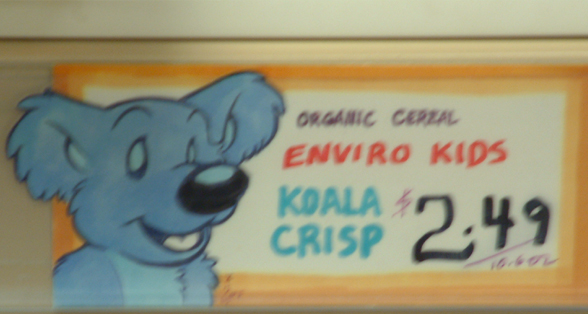 ORGANIC CEREAL
ENVIRO KIDS
KOALA
CRISP
$2.49